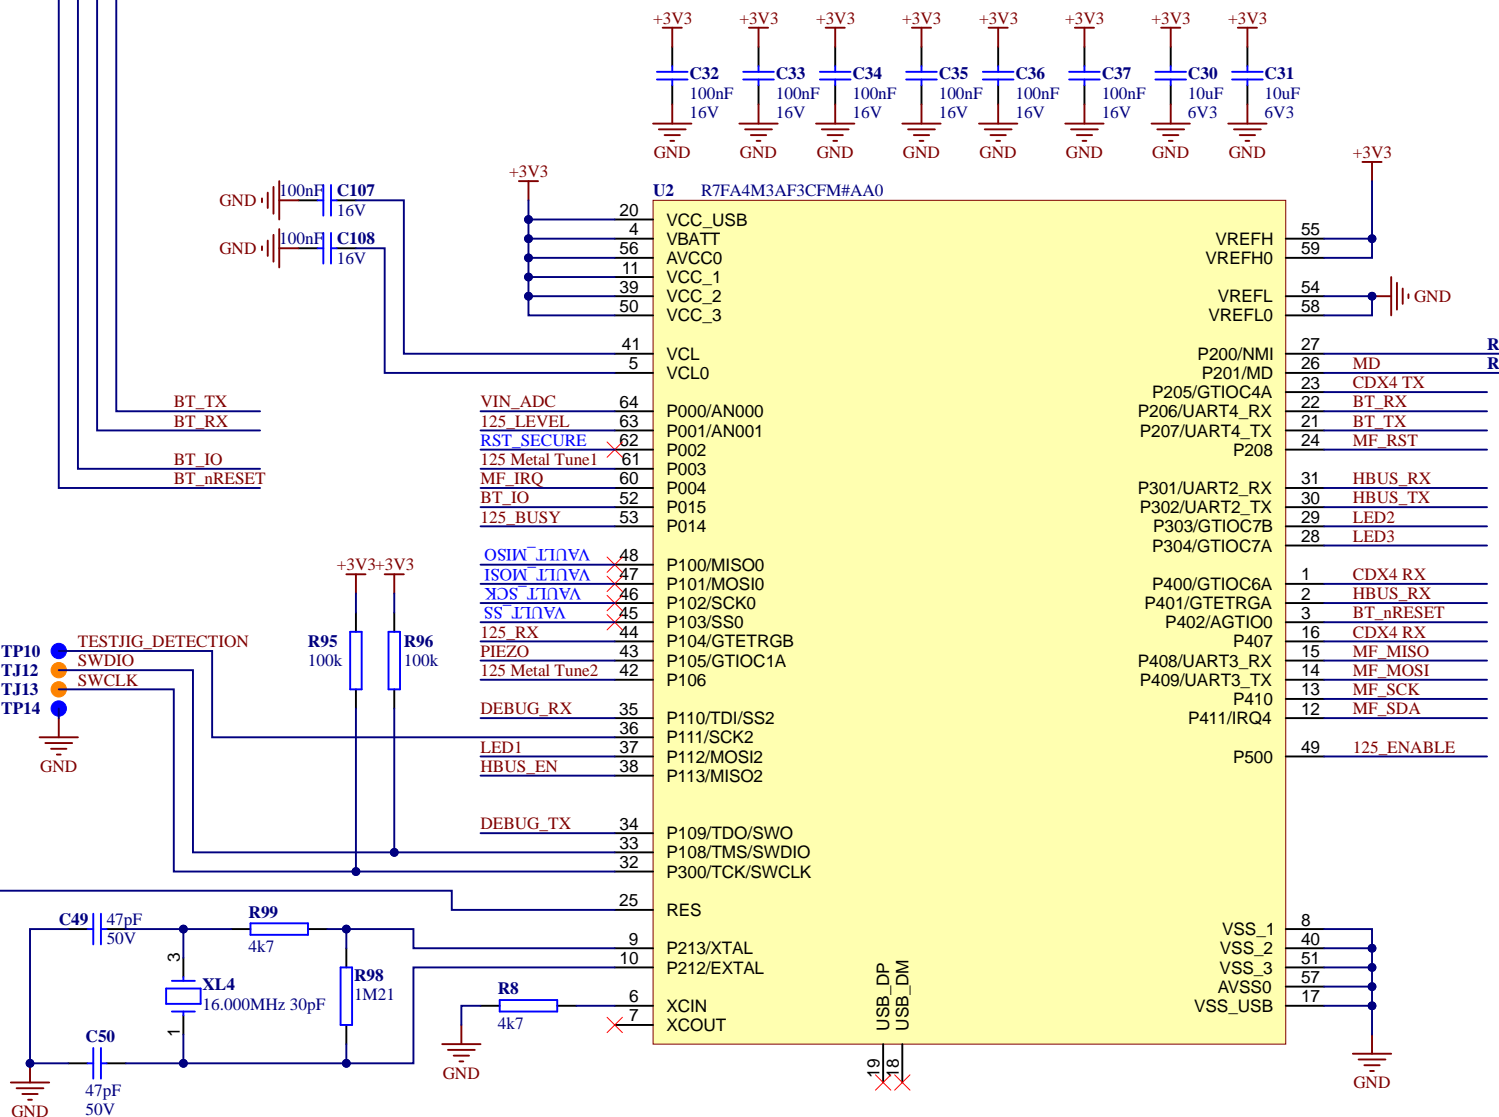 +3V3 +3V3 +3V3 +3V3 +3V3 +3V3 +3V3 +3V3
C32 C33 C34 C35 C36 C37 C30 C31
100nF 100nF 100nF 100nF 100nF 100nF 10uF 10uF
16V 16V 16V 16V 16V 16V 6V3 6V3
GND GND GND GND GND GND GND GND
+3V3
+3V3
U2 R7FA4M3AF3CFM#AA0
GND 100nF C107
16V
GND 100nF C108
16V
20 VCC_USB
4 VBATT
56 AVCC0
11 VCC_1
39 VCC_2
50 VCC_3
41 VCL
5 VCL0
BT_TX
BT_RX
BT_IO
BT_nRESET
VIN_ADC 64 P000/AN000
125_LEVEL 63 P001/AN001
RST_SECURE 62 P002
125 Metal Tune1 61 P003
MF_IRQ 60 P004
BT_IO 52 P015
125_BUSY 53 P014
VAULT_MISO 48 P100/MISO0
VAULT_MOSI 47 P101/MOSI0
VAULT_SCK 46 P102/SCK0
VAULT_SS 45 P103/SS0
125_RX 44 P104/GTETRGB
PIEZO 43 P105/GTIOC1A
125 Metal Tune2 42 P106
DEBUG_RX 35 P110/TDI/SS2
36 P111/SCK2
LED1 37 P112/MOSI2
HBUS_EN 38 P113/MISO2
DEBUG_TX 34 P109/TDO/SWO
33 P108/TMS/SWDIO
32 P300/TCK/SWCLK
25 RES
9 P213/XTAL
10 P212/EXTAL
6 XCIN
7 XCOUT
+3V3 +3V3
R95 R96
100k 100k
TP10 TESTJIG_DETECTION
TJ12 SWDIO
TJ13 SWCLK
TP14
GND
C49 47pF
50V
R99
4k7
3
XL4
16.000MHz 30pF
1
R98
1M21
C50
47pF
50V
GND
R8
4k7
GND
USB_DP USB_DM
19 18
VREFH 55
VREFH0 59
VREFL 54
GND
VREFL0 58
P200/NMI 27 R
P201/MD 26 MD R
P205/GTIOC4A 23 CDX4 TX
P206/UART4_RX 22 BT_RX
P207/UART4_TX 21 BT_TX
P208 24 MF_RST
P301/UART2_RX 31 HBUS_RX
P302/UART2_TX 30 HBUS_TX
P303/GTIOC7B 29 LED2
P304/GTIOC7A 28 LED3
P400/GTIOC6A 1 CDX4 RX
P401/GTETRGA 2 HBUS_RX
P402/AGTIO0 3 BT_nRESET
P407 16 CDX4 RX
P408/UART3_RX 15 MF_MISO
P409/UART3_TX 14 MF_MOSI
P410 13 MF_SCK
P411/IRQ4 12 MF_SDA
P500 49 125_ENABLE
VSS_1 8
VSS_2 40
VSS_3 51
AVSS0 57
VSS_USB 17
GND